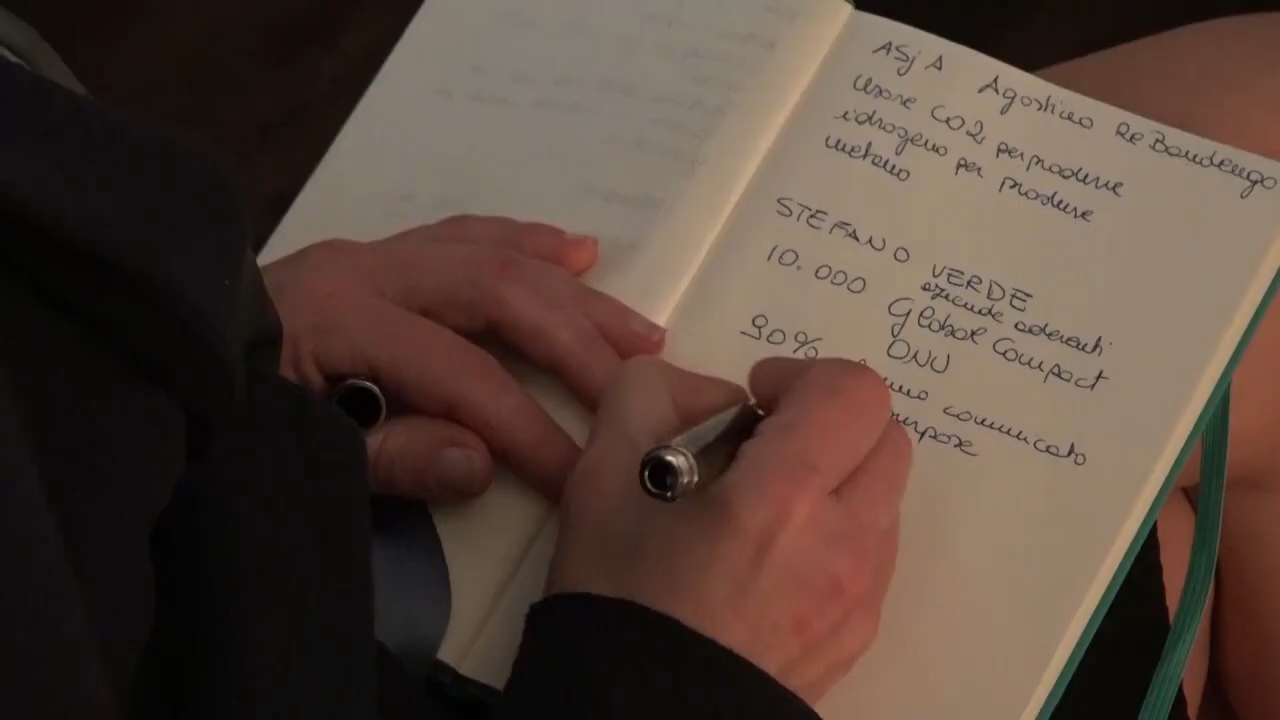 ASJA Agostino Re Baudengo
usare CO2 per produrre
idrogeno per produrre
metano
STEFANO VERDE
10.000 aziende aderenti
Global Compact
ONU
90% comunicato